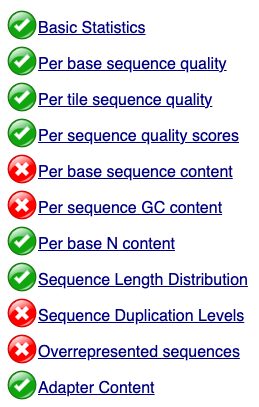 Basic Statistics
Per base sequence quality
Per tile sequence quality
Per sequence quality scores
Per base sequence content
Per sequence GC content
Per base N content
Sequence Length Distribution
Sequence Duplication Levels
Overrepresented sequences
Adapter Content